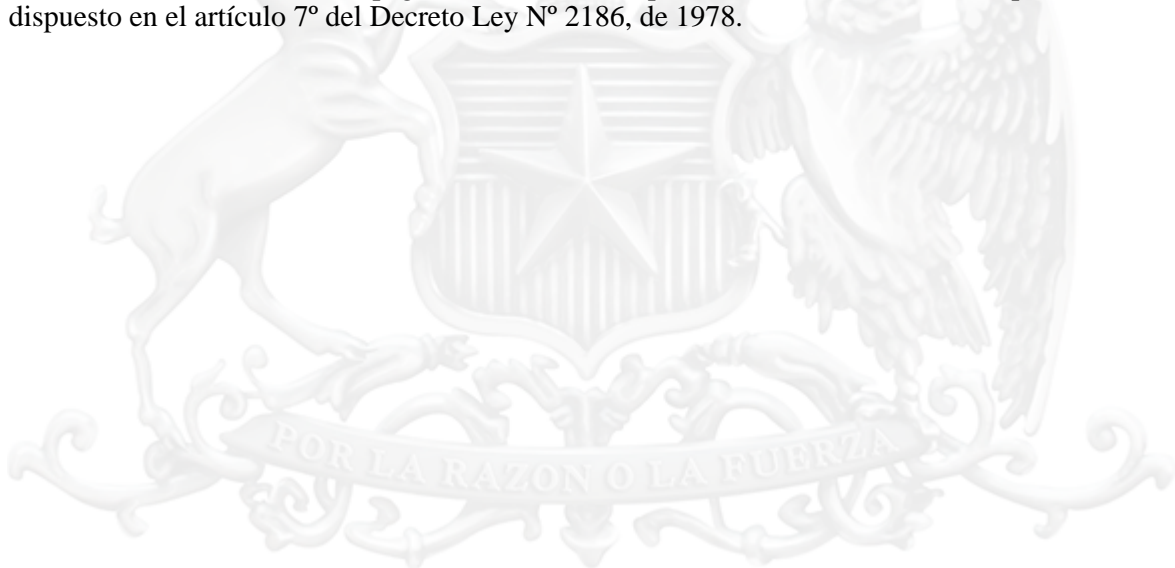 dispuesto en el artículo 7º del Decreto Ley Nº 2186, de 1978.
POR LA RAZON O LA FUERZA